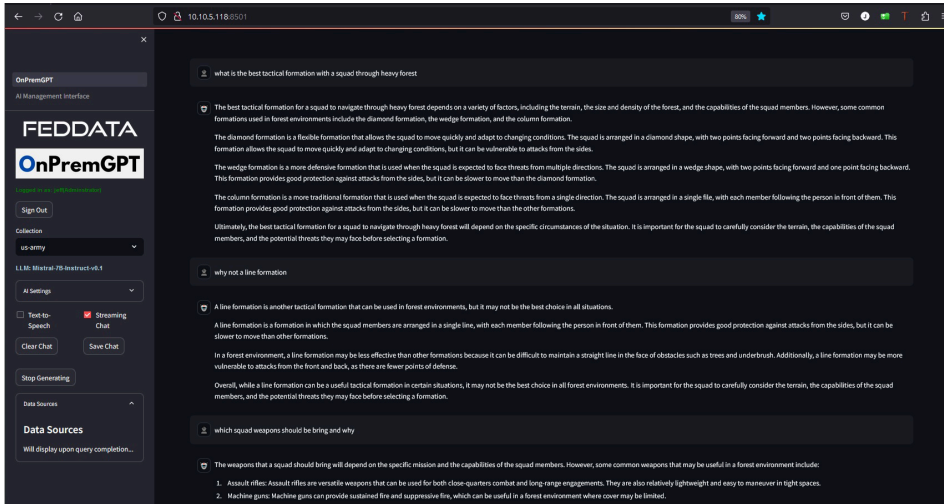 10.10.5.118:8501
80%
OnPremGPT
AI Management Interface
FEDDATA
OnPremGPT
Logged in as: jeff(Administrator)
Sign Out
Collection
us-army
LLM: Mistral-7B-Instruct-v0.1
AI Settings
Text-to-
Speech
Streaming
Chat
Clear Chat
Save Chat
Stop Generating
Data Sources
Data Sources
Will display upon query completion...
what is the best tactical formation with a squad through heavy forest
The best tactical formation for a squad to navigate through heavy forest depends on a variety of factors, including the terrain, the size and density of the forest, and the capabilities of the squad members. However, some common
formations used in forest environments include the diamond formation, the wedge formation, and the column formation.
The diamond formation is a flexible formation that allows the squad to move quickly and adapt to changing conditions. The squad is arranged in a diamond shape, with two points facing forward and two points facing backward. This
formation allows the squad to move quickly and adapt to changing conditions, but it can be vulnerable to attacks from the sides.
The wedge formation is a more defensive formation that is used when the squad is expected to face threats from multiple directions. The squad is arranged in a wedge shape, with two points facing forward and one point facing backward.
This formation provides good protection against attacks from the sides, but it can be slower to move than the diamond formation.
The column formation is a more traditional formation that is used when the squad is expected to face threats from a single direction. The squad is arranged in a single file, with each member following the person in front of them. This
formation provides good protection against attacks from the sides, but it can be slower to move than the other formations.
Ultimately, the best tactical formation for a squad to navigate through heavy forest will depend on the specific circumstances of the situation. It is important for the squad to carefully consider the terrain, the capabilities of the squad
members, and the potential threats they may face before selecting a formation.
why not a line formation
A line formation is another tactical formation that can be used in forest environments, but it may not be the best choice in all situations.
A line formation is a formation in which the squad members are arranged in a single line, with each member following the person in front of them. This formation provides good protection against attacks from the sides, but it can be
slower to move than other formations.
In a forest environment, a line formation may be less effective than other formations because it can be difficult to maintain a straight line in the face of obstacles such as trees and underbrush. Additionally, a line formation may be more
vulnerable to attacks from the front and back, as there are fewer points of defense.
Overall, while a line formation can be a useful tactical formation in certain situations, it may not be the best choice in all forest environments. It is important for the squad to carefully consider the terrain, the capabilities of the squad
members, and the potential threats they may face before selecting a formation.
which squad weapons should be bring and why
The weapons that a squad should bring will depend on the specific mission and the capabilities of the squad members. However, some common weapons that may be useful in a forest environment include:
1. Assault rifles: Assault rifles are versatile weapons that can be used for both close-quarters combat and long-range engagements. They are also relatively lightweight and easy to maneuver in tight spaces.
2. Machine guns: Machine guns can provide sustained fire and suppressive fire, which can be useful in a forest environment where cover may be limited.